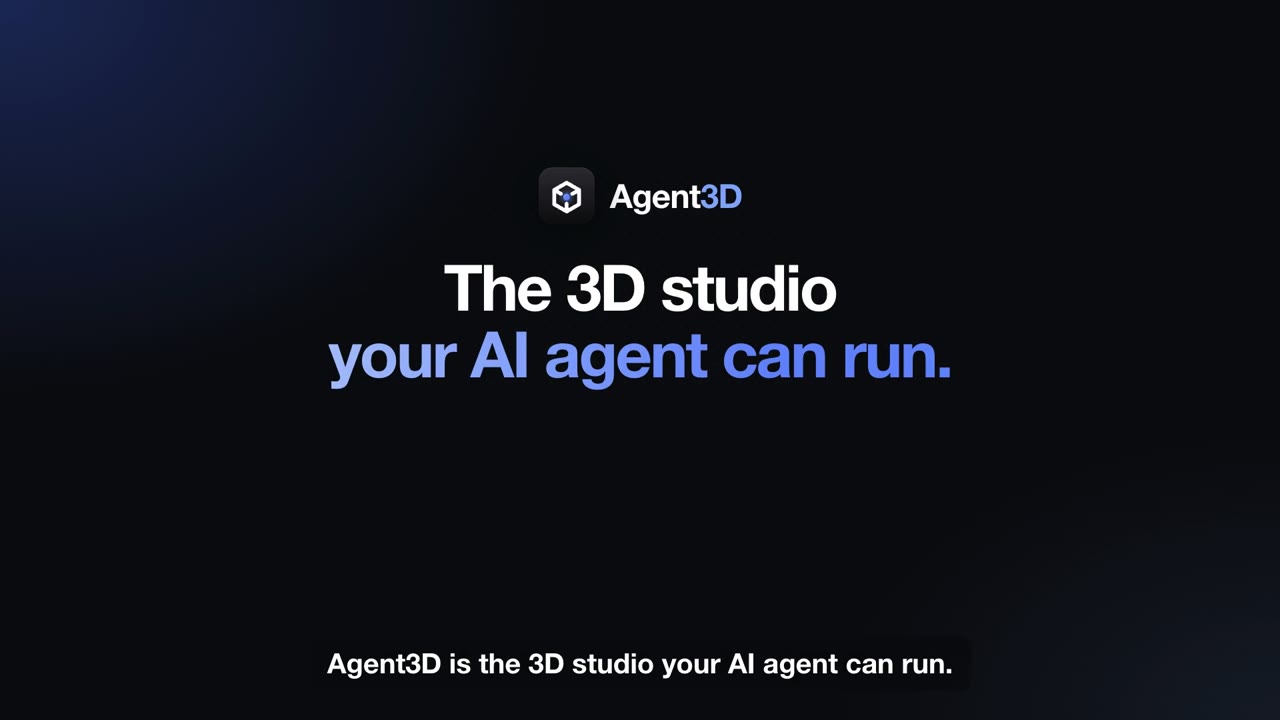 Agent3D
The 3D studio
your AI agent can run.
Agent3D is the 3D studio your AI agent can run.